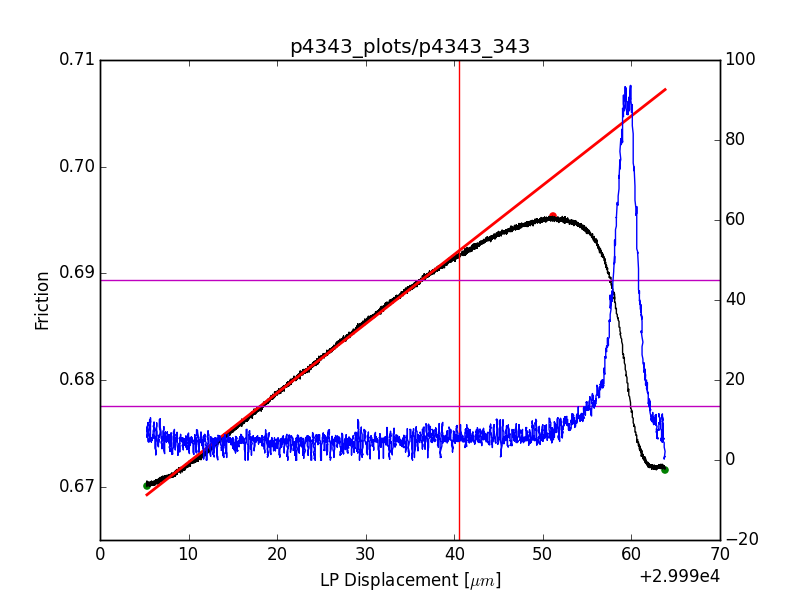 p4343_plots/p4343_343
0.71
0.70
0.69
0.68
0.67
Friction
100
80
60
40
20
0
−20
0 10 20 30 40 50 60 70
LP Displacement [μm]
+2.999e4